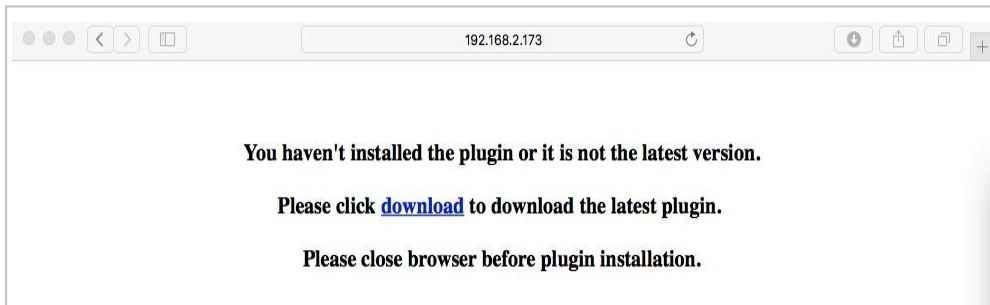 192.168.2.173
You haven't installed the plugin or it is not the latest version.
Please click download to download the latest plugin.
Please close browser before plugin installation.